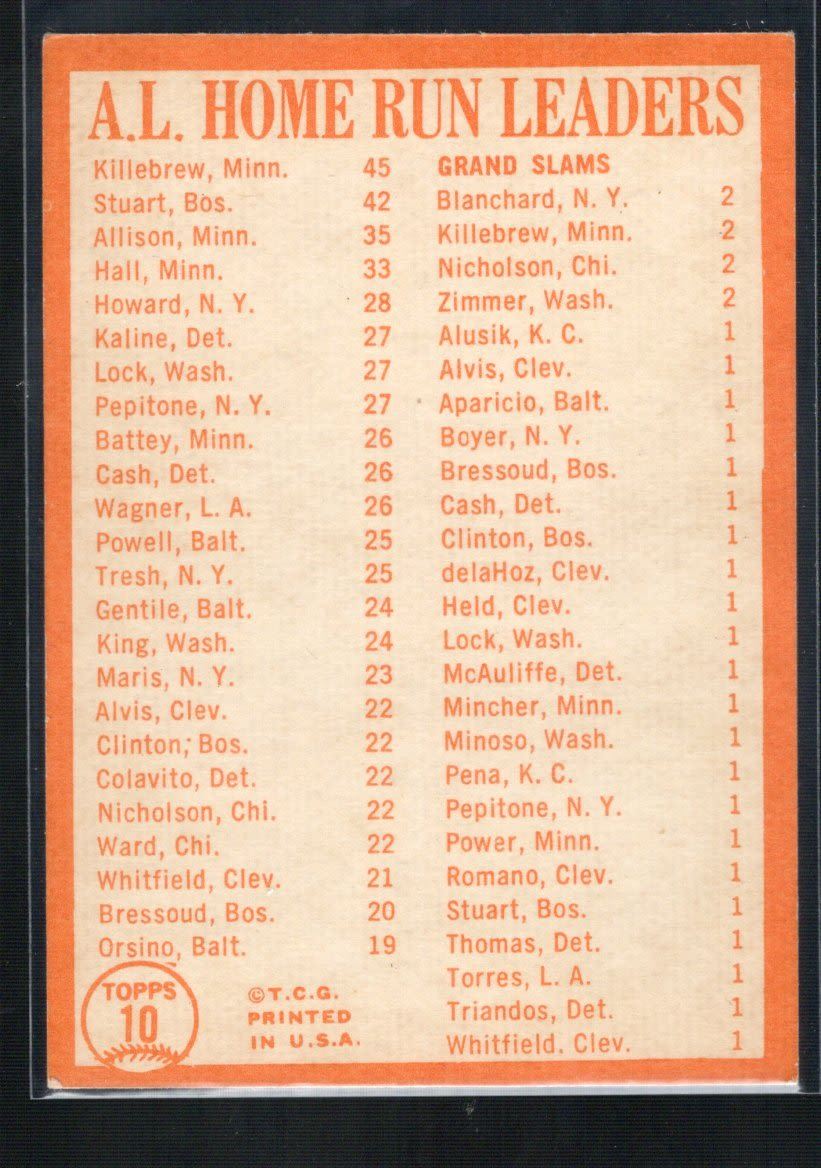 A.L. HOME RUN LEADERS
Killebrew, Minn. 45
Stuart, Bos. 42
Allison, Minn. 35
Hall, Minn. 33
Howard, N. Y. 28
Kaline, Det. 27
Lock, Wash. 27
Pepitone, N. Y. 27
Battey, Minn. 26
Cash, Det. 26
Wagner, L. A. 26
Powell, Balt. 25
Tresh, N. Y. 25
Gentile, Balt. 24
King, Wash. 24
Maris, N. Y. 23
Alvis, Clev. 22
Clinton, Bos. 22
Colavito, Det. 22
Nicholson, Chi. 22
Ward, Chi. 22
Whitfield, Clev. 21
Bressoud, Bos. 20
Orsino, Balt. 19
GRAND SLAMS
Blanchard, N. Y. 2
Killebrew, Minn. 2
Nicholson, Chi. 2
Zimmer, Wash. 2
Alusik, K. C. 1
Alvis, Clev. 1
Aparicio, Balt. 1
Boyer, N. Y. 1
Bressoud, Bos. 1
Cash, Det. 1
Clinton, Bos. 1
delaHoz, Clev. 1
Held, Clev. 1
Lock, Wash. 1
McAuliffe, Det. 1
Mincher, Minn. 1
Minoso, Wash. 1
Pena, K. C. 1
Pepitone, N. Y. 1
Power, Minn. 1
Romano, Clev. 1
Stuart, Bos. 1
Thomas, Det. 1
Torres, L. A. 1
Triandos, Det. 1
Whitfield. Clev. 1
TOPPS
10
©T.C.G.
PRINTED
IN U.S.A.